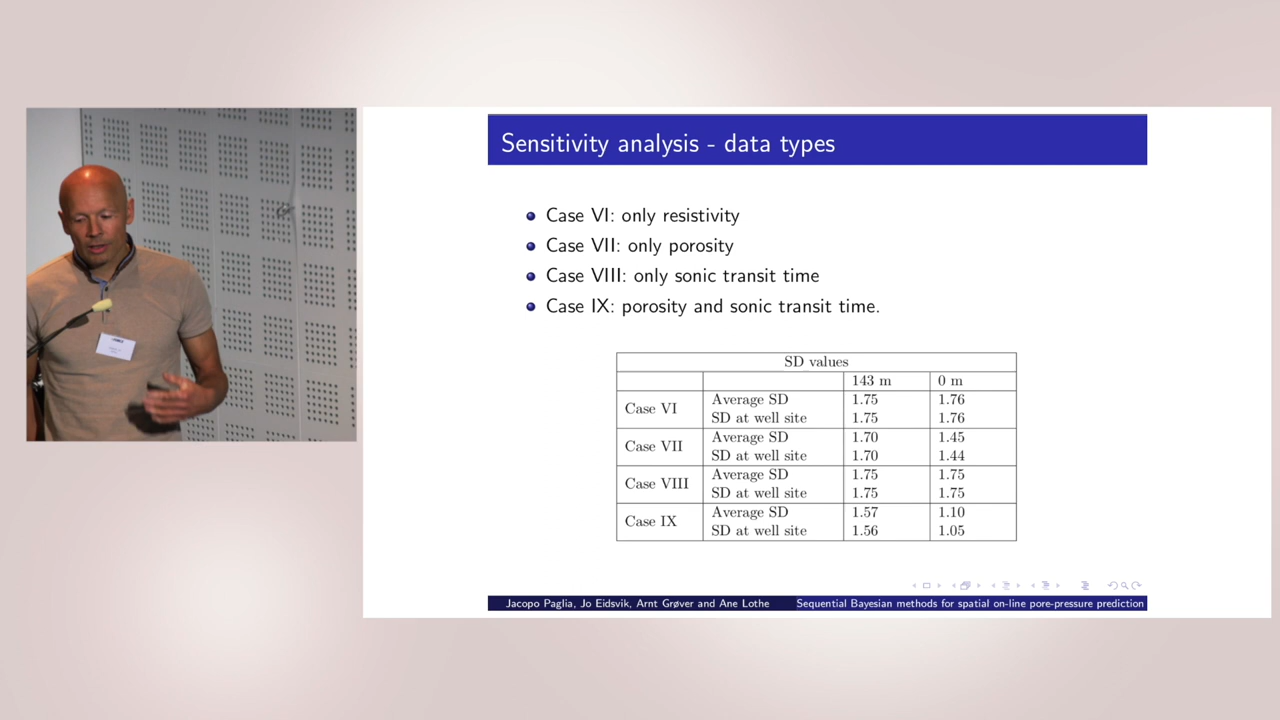 Sensitivity analysis - data types
Case VI: only resistivity
Case VII: only porosity
Case VIII: only sonic transit time
Case IX: porosity and sonic transit time.
SD values
143 m 0 m
Case VI Average SD 1.75 1.76
SD at well site 1.75 1.76
Case VII Average SD 1.70 1.45
SD at well site 1.70 1.44
Case VIII Average SD 1.75 1.75
SD at well site 1.75 1.75
Case IX Average SD 1.57 1.10
SD at well site 1.56 1.05
Jacopo Paglia, Jo Eidsvik, Arnt Grøver and Ane Lothe Sequential Bayesian methods for spatial on-line pore-pressure prediction